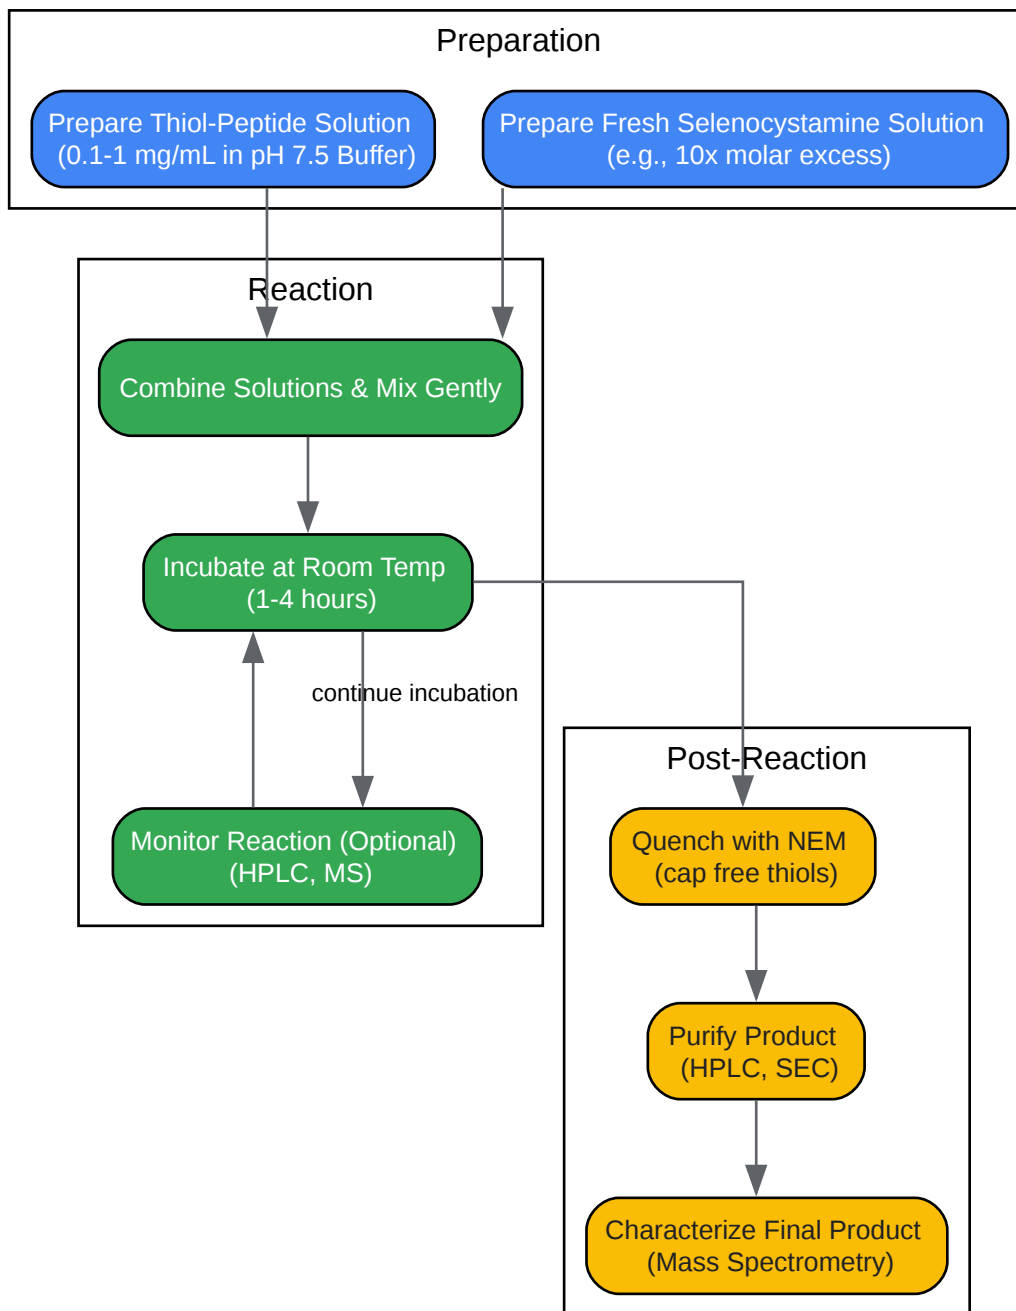 Preparation
Prepare Thiol-Peptide Solution
(0.1-1 mg/mL in pH 7.5 Buffer)
Prepare Fresh Selenocystamine Solution
(e.g., 10x molar excess)
Reaction
Combine Solutions & Mix Gently
Incubate at Room Temp
(1-4 hours)
continue incubation
Monitor Reaction (Optional)
(HPLC, MS)
Post-Reaction
Quench with NEM
(cap free thiols)
Purify Product
(HPLC, SEC)
Characterize Final Product
(Mass Spectrometry)